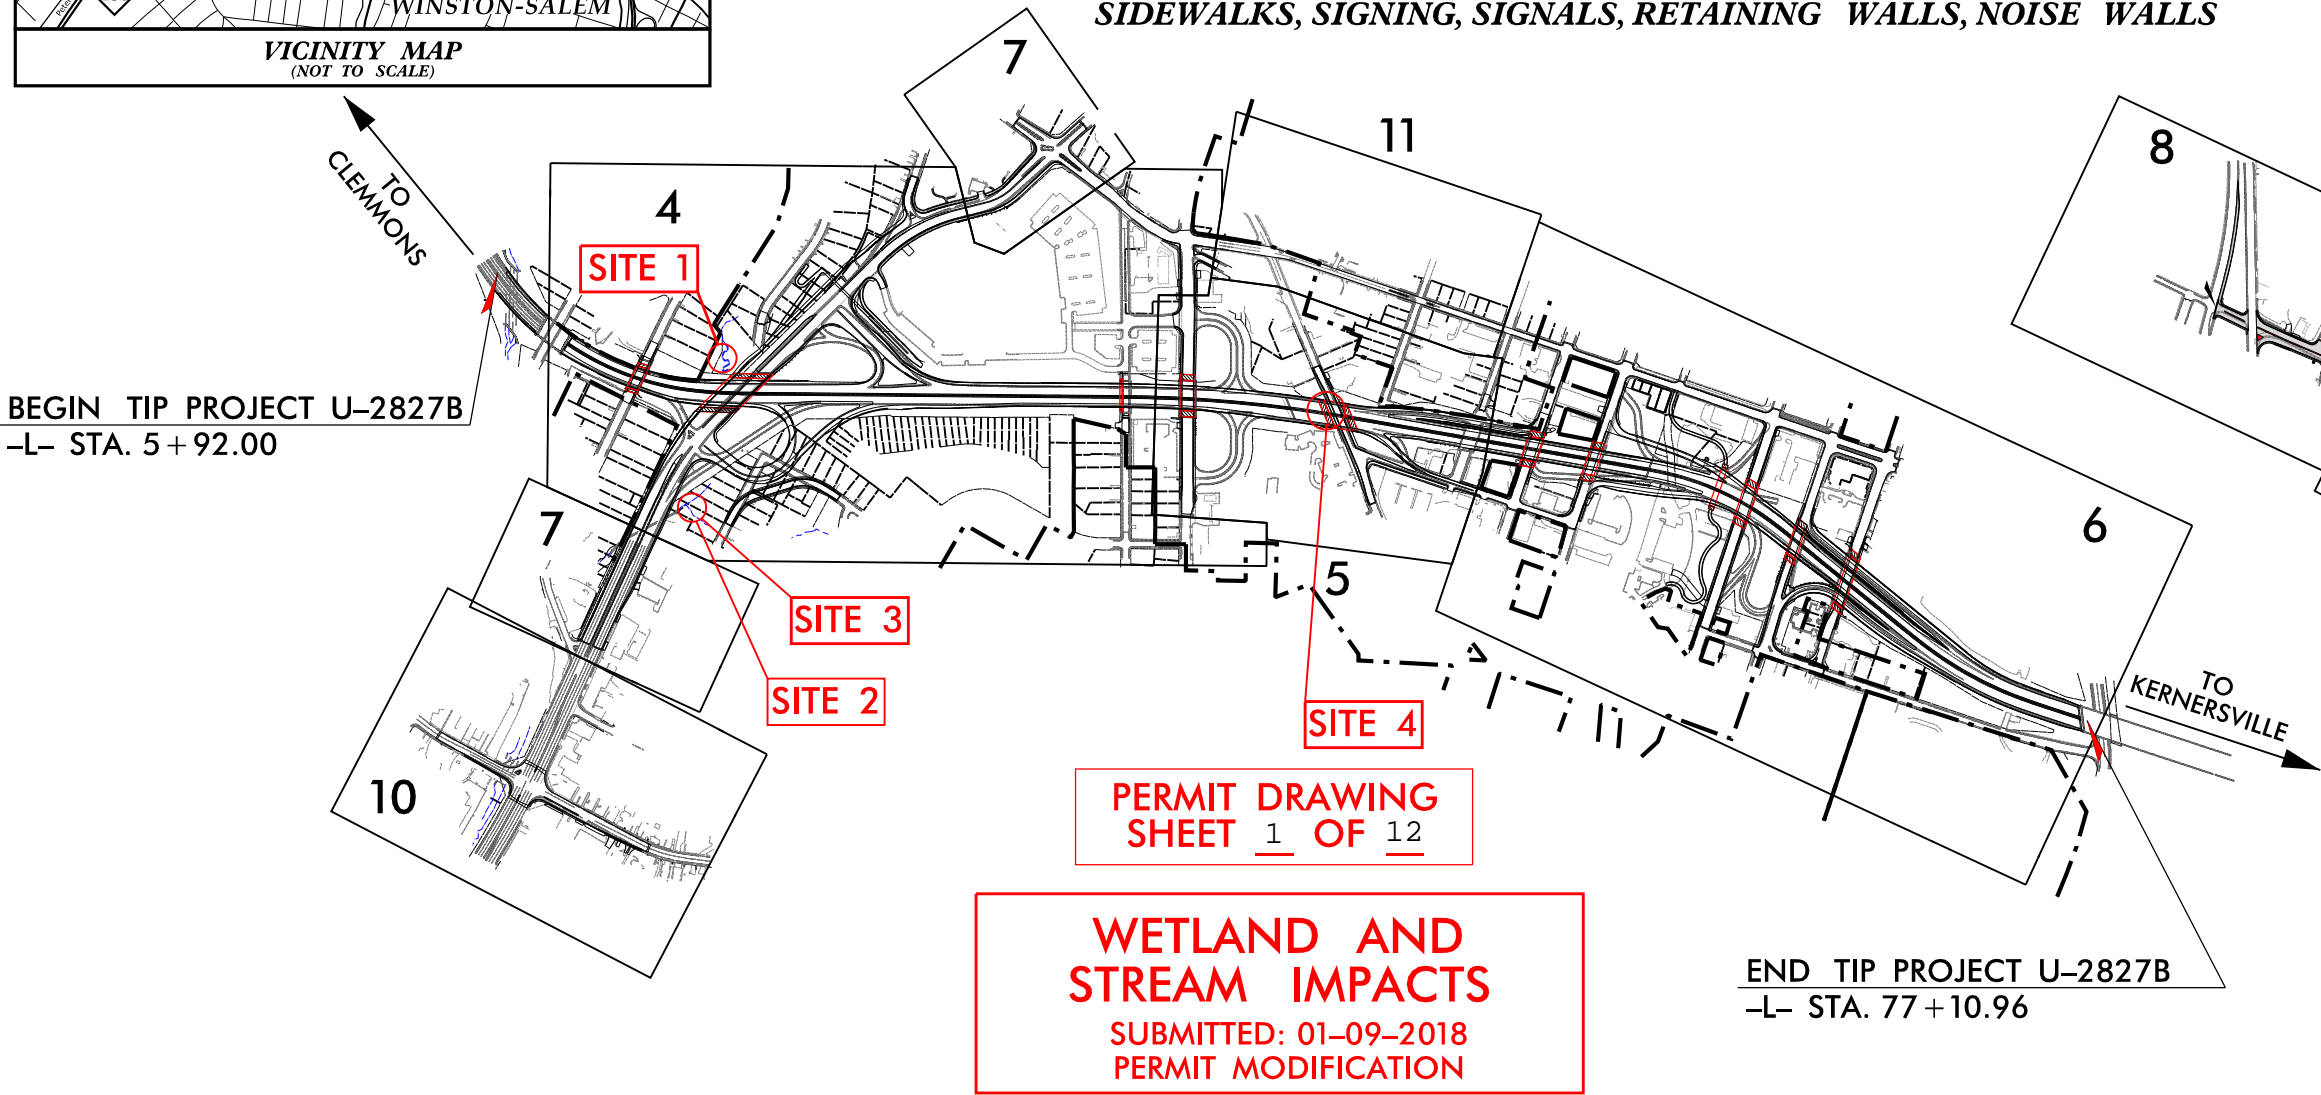 WINSTON-SALEM
VICINITY MAP
(NOT TO SCALE)
SIDEWALKS, SIGNING, SIGNALS, RETAINING WALLS, NOISE WALLS
TO
CLEMMONS
7
11
8
4
SITE 1
BEGIN TIP PROJECT U-2827B
-L- STA. 5+92.00
7
6
5
SITE 3
SITE 2
SITE 4
TO
KERNERSVILLE
10
PERMIT DRAWING
SHEET 1 OF 12
WETLAND AND
STREAM IMPACTS
SUBMITTED: 01-09-2018
PERMIT MODIFICATION
END TIP PROJECT U-2827B
-L- STA. 77+10.96